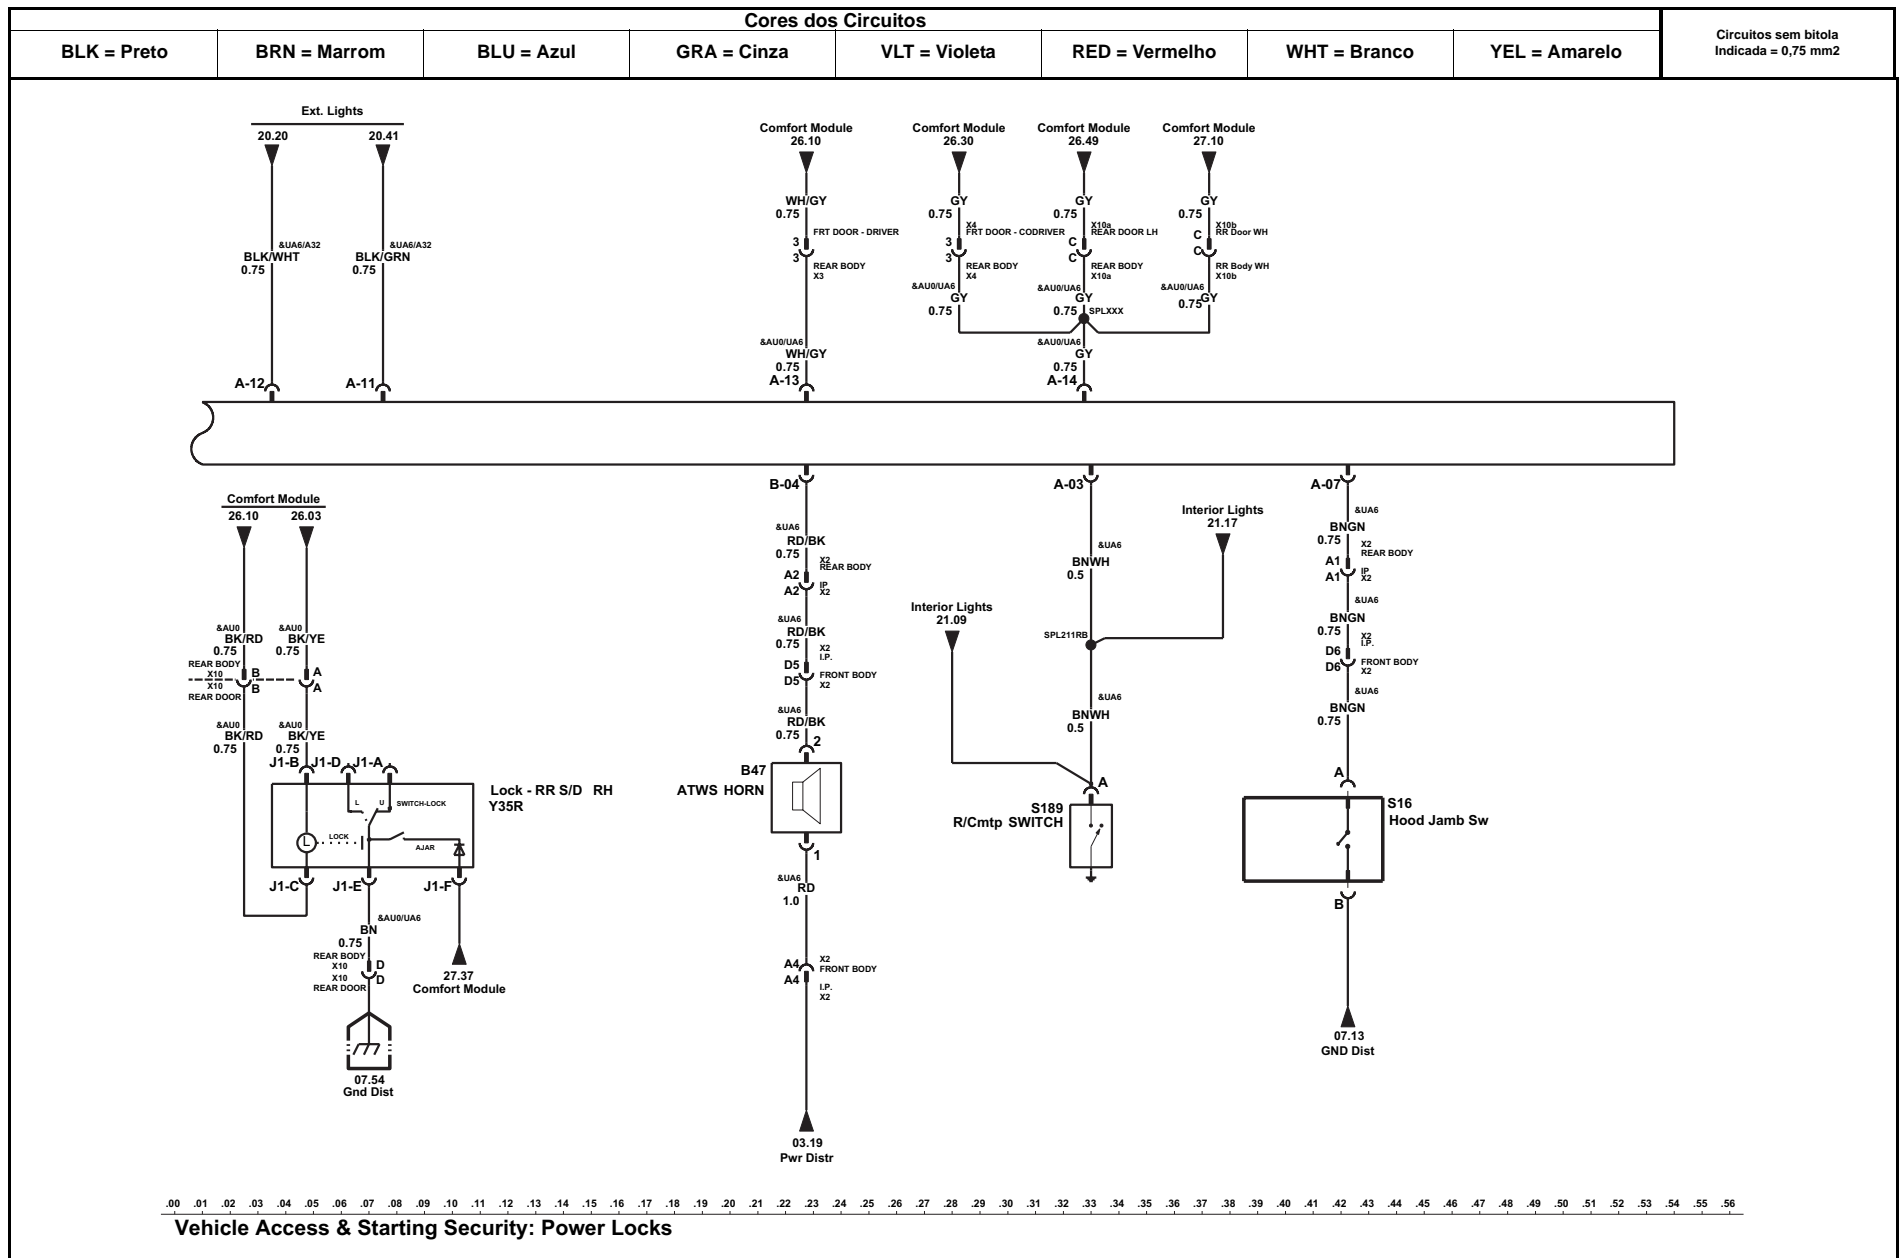 Cores dos Circuitos
BLK = Preto
BRN = Marrom
BLU = Azul
GRA = Cinza
VLT = Violeta
RED = Vermelho
WHT = Branco
YEL = Amarelo
Circuitos sem bitola
Indicada = 0,75 mm2
Ext. Lights
20.20
20.41
&UA6/A32
BLK/WHT
0.75
&UA6/A32
BLK/GRN
0.75
A-12
A-11
Comfort Module
26.10
WH/GY
0.75
3
FRT DOOR - DRIVER
3
REAR BODY
X3
&AU0/UA6
WH/GY
0.75
A-13
Comfort Module
26.30
GY
0.75
X4
FRT DOOR - CODRIVER
3
3
REAR BODY
X4
&AU0/UA6
GY
0.75
Comfort Module
26.49
GY
0.75
X10a
REAR DOOR LH
C
C
REAR BODY
X10a
&AU0/UA6
GY
0.75
SPLXXX
&AU0/UA6
GY
0.75
A-14
Comfort Module
27.10
GY
0.75
X10b
RR Door WH
C
C
RR Body WH
X10b
&AU0/UA6
GY
0.75
Comfort Module
26.10
26.03
&AU0
BK/RD
0.75
&AU0
BK/YE
0.75
REAR BODY
X10
B
A
X10
B
A
REAR DOOR
&AU0
BK/RD
0.75
&AU0
BK/YE
0.75
J1-B
J1-D
J1-A
L
U
SWITCH-LOCK
Lock - RR S/D RH
Y35R
L
LOCK
AJAR
J1-C
J1-E
J1-F
&AU0/UA6
BN
0.75
REAR BODY
X10
D
X10
D
REAR DOOR
07.54
Gnd Dist
27.37
Comfort Module
B-04
&UA6
RD/BK
0.75
X2
REAR BODY
A2
A2
IP
X2
&UA6
RD/BK
0.75
X2
I.P.
D5
D5
FRONT BODY
X2
&UA6
RD/BK
0.75
2
B47
ATWS HORN
1
&UA6
RD
1.0
X2
A4
FRONT BODY
A4
I.P.
X2
03.19
Pwr Distr
A-03
&UA6
BNWH
0.5
Interior Lights
21.17
Interior Lights
21.09
SPL211RB
&UA6
BNWH
0.5
A
S189
R/Cmtp SWITCH
A-07
&UA6
BNGN
0.75
X2
REAR BODY
A1
A1
IP
X2
&UA6
BNGN
0.75
X2
I.P.
D6
D6
FRONT BODY
X2
&UA6
BNGN
0.75
A
S16
Hood Jamb Sw
B
07.13
GND Dist
.00 .01 .02 .03 .04 .05 .06 .07 .08 .09 .10 .11 .12 .13 .14 .15 .16 .17 .18 .19 .20 .21 .22 .23 .24 .25 .26 .27 .28 .29 .30 .31 .32 .33 .34 .35 .36 .37 .38 .39 .40 .41 .42 .43 .44 .45 .46 .47 .48 .49 .50 .51 .52 .53 .54 .55 .56
Vehicle Access & Starting Security: Power Locks